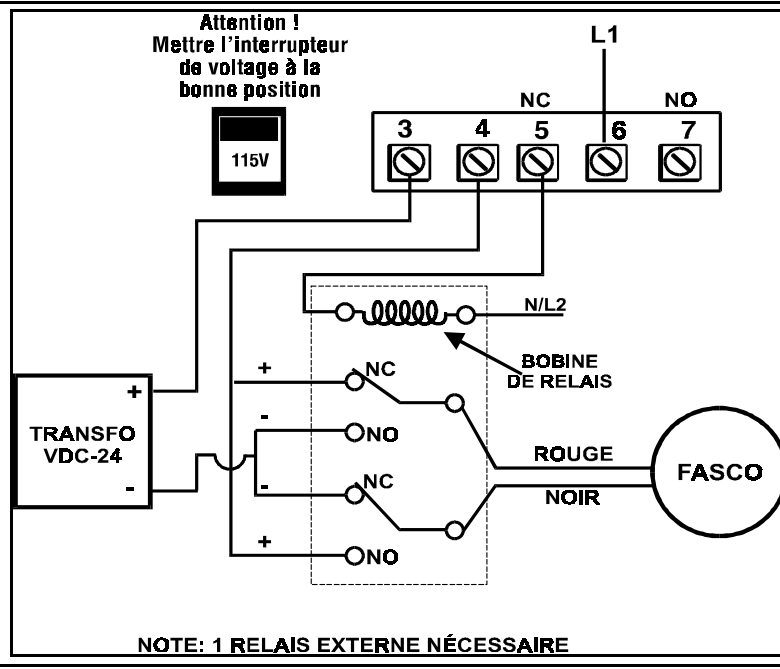 Attention !
Mettre l'interrupteur
de voltage à la
bonne position
115V
L1
NC
NO
3
4
5
6
7
N/L2
BOBINE
DE RELAIS
+
NC
-
NO
-
NC
+
NO
+
TRANSFO
VDC-24
-
ROUGE
NOIR
FASCO
NOTE: 1 RELAIS EXTERNE NÉCESSAIRE